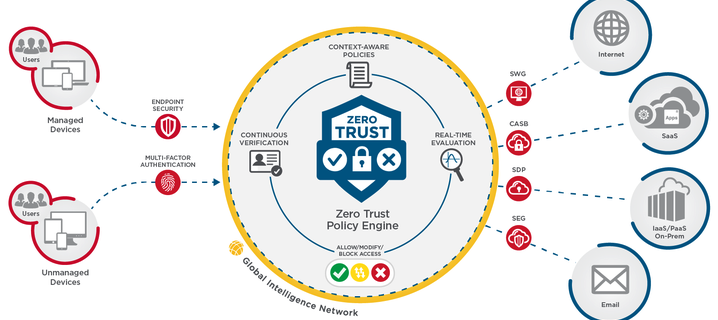 Users
Managed
Devices
Users
Unmanaged
Devices
ENDPOINT
SECURITY
MULTI-FACTOR
AUTHENTICATION
CONTEXT-AWARE
POLICIES
CONTINUOUS
VERIFICATION
ZERO
TRUST
REAL-TIME
EVALUATION
Zero Trust
Policy Engine
ALLOW/MODIFY/
BLOCK ACCESS
Global Intelligence Network
SWG
CASB
SDP
SEG
Internet
Apps
SaaS
IaaS/PaaS
On-Prem
Email